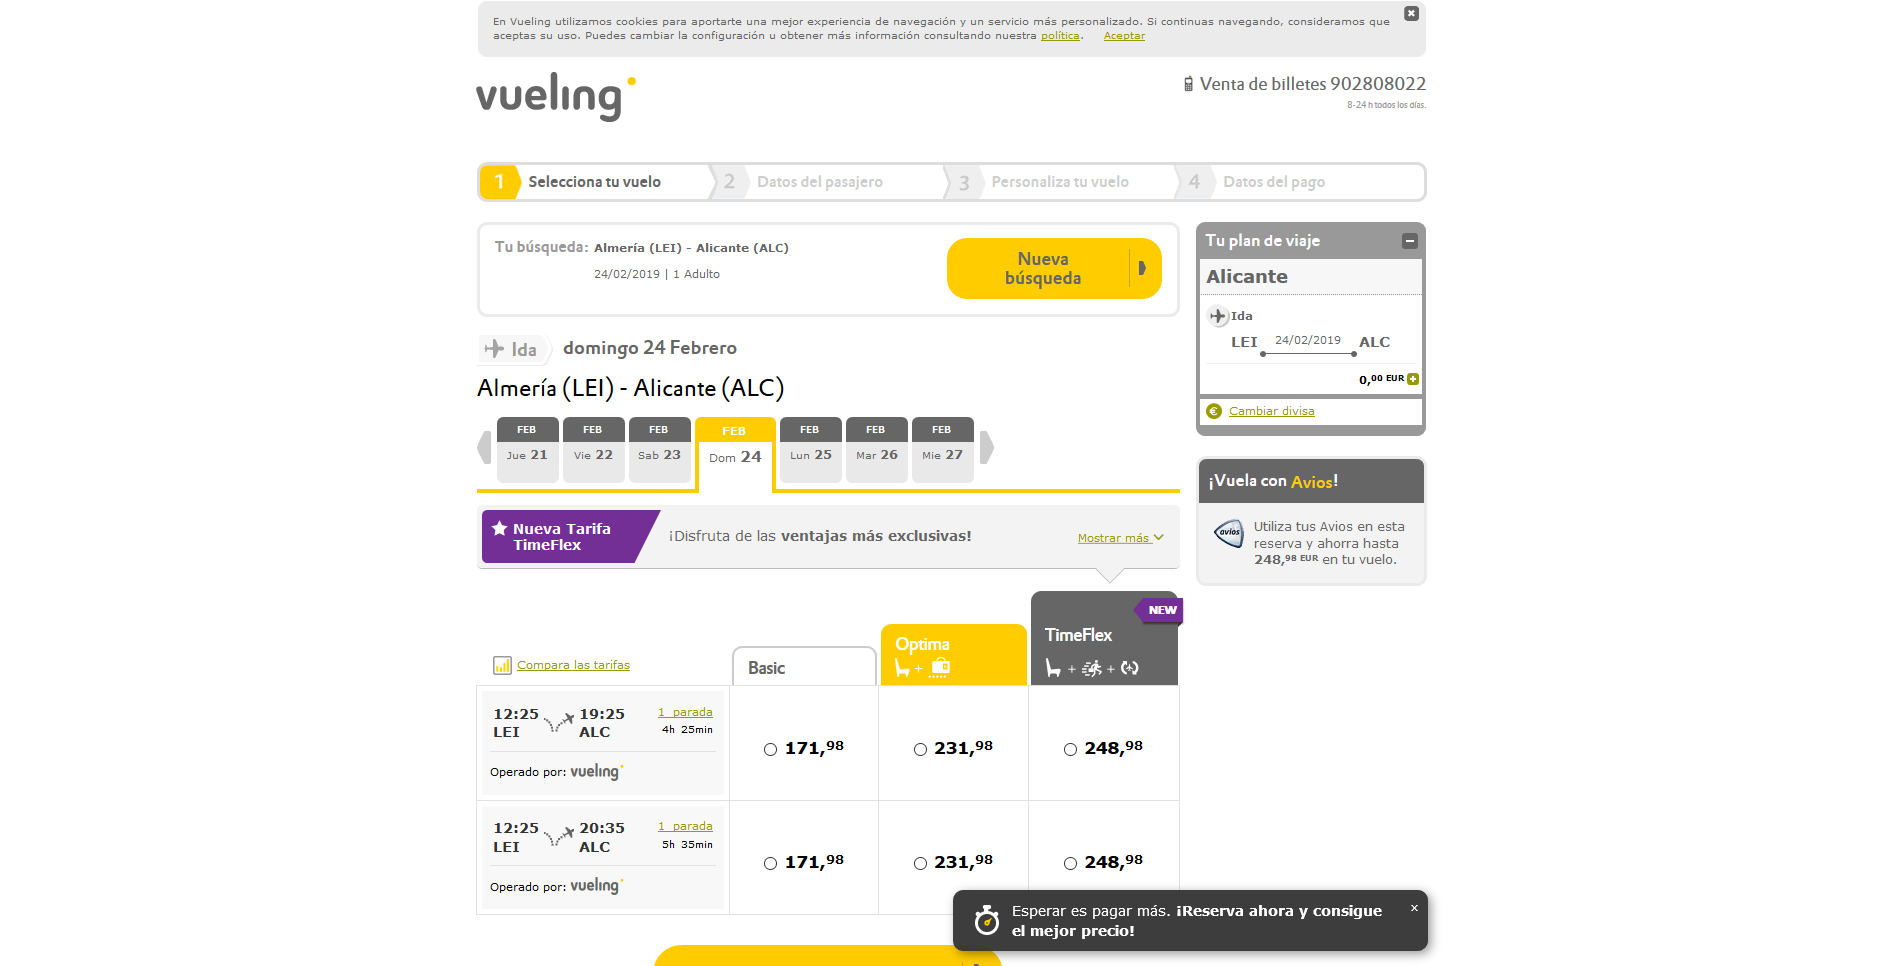 En Vueling utilizamos cookies para aportarte una mejor experiencia de navegación y un servicio más personalizado. Si continuas navegando, consideramos que
aceptas su uso. Puedes cambiar la configuración u obtener más información consultando nuestra política. Aceptar
vueling
Venta de billetes 902808022
8-24 h todos los días.
1 Selecciona tu vuelo 2 Datos del pasajero 3 Personaliza tu vuelo 4 Datos del pago
Tu búsqueda: Almería (LEI) - Alicante (ALC)
24/02/2019 | 1 Adulto
Nueva
búsqueda
Tu plan de viaje
Alicante
Ida
LEI 24/02/2019 ALC
0,00 EUR
€ Cambiar divisa
Ida domingo 24 Febrero
Almería (LEI) - Alicante (ALC)
FEB FEB FEB FEB FEB FEB FEB
Jue 21 Vie 22 Sab 23 Dom 24 Lun 25 Mar 26 Mie 27
¡Vuela con Avios!
avios
Utiliza tus Avios en esta
reserva y ahorra hasta
248,98 EUR en tu vuelo.
Nueva Tarifa
TimeFlex
¡Disfruta de las ventajas más exclusivas!
Mostrar más
NEW
Compara las tarifas
Basic
Optima
+
TimeFlex
+ +
12:25 19:25 1 parada
LEI ALC 4h 25min
Operado por: vueling
171,98 231,98 248,98
12:25 20:35 1 parada
LEI ALC 5h 35min
Operado por: vueling
171,98 231,98 248,98
Esperar es pagar más. ¡Reserva ahora y consigue
el mejor precio!
×